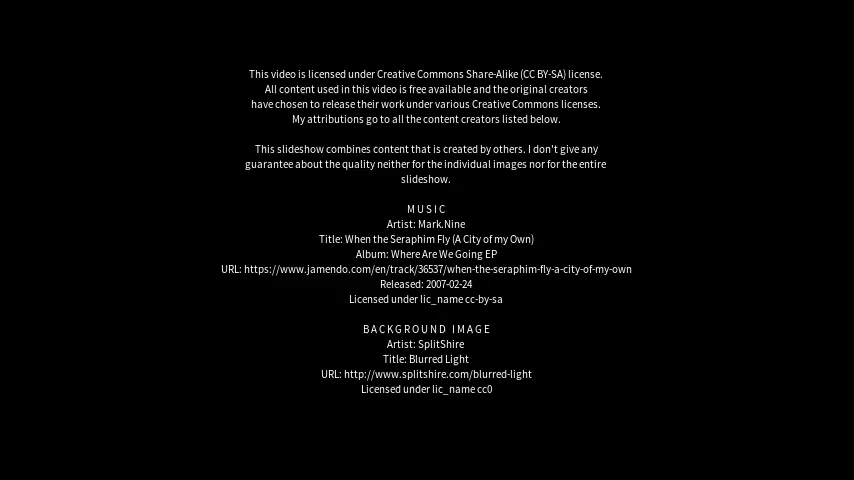 This video is licensed under Creative Commons Share-Alike (CC BY-SA) license.
All content used in this video is free available and the original creators
have chosen to release their work under various Creative Commons licenses.
My attributions go to all the content creators listed below.
This slideshow combines content that is created by others. I don't give any
guarantee about the quality neither for the individual images nor for the entire
slideshow.
MUSIC
Artist: Mark.Nine
Title: When the Seraphim Fly (A City of my Own)
Album: Where Are We Going EP
URL: https://www.jamendo.com/en/track/36537/when-the-seraphim-fly-a-city-of-my-own
Released: 2007-02-24
Licensed under lic_name cc-by-sa
BACKGROUND IMAGE
Artist: SplitShire
Title: Blurred Light
URL: http://www.splitshire.com/blurred-light
Licensed under lic_name cc0